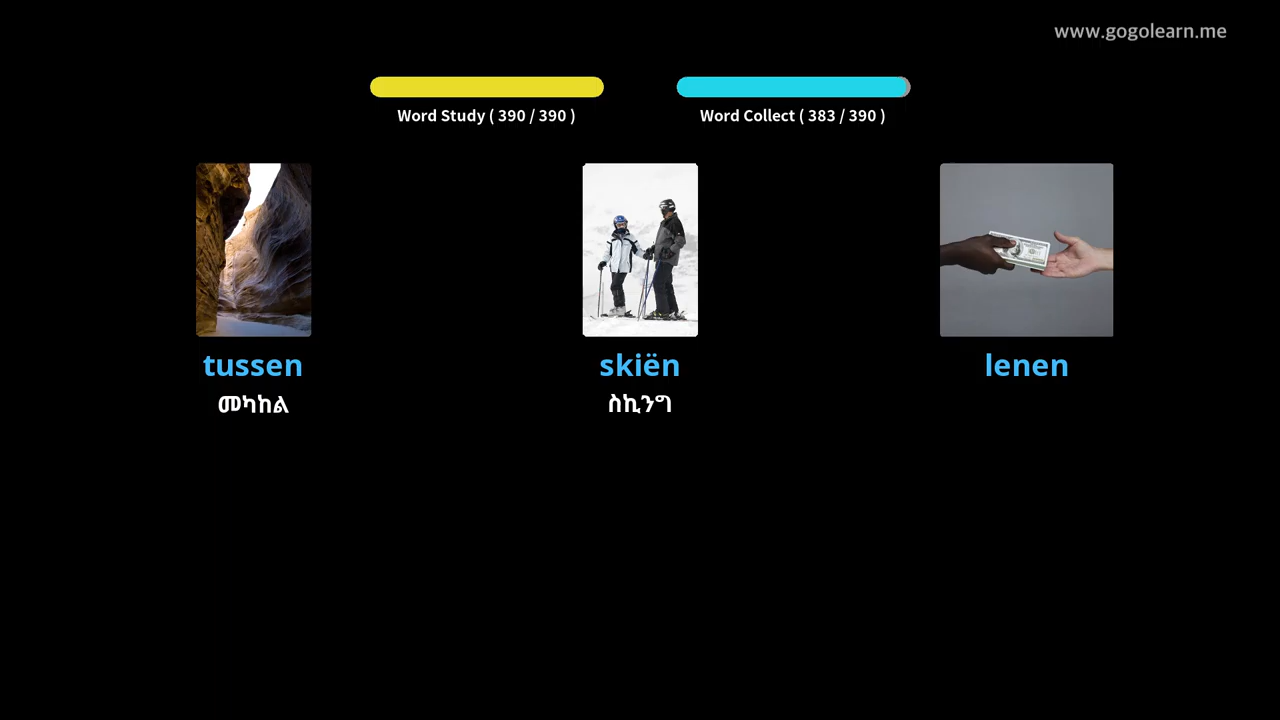 www.gogolearn.me
Word Study ( 390 / 390 )
Word Collect ( 383 / 390 )
tussen
መካከል
skiën
ስኪንግ
lenen